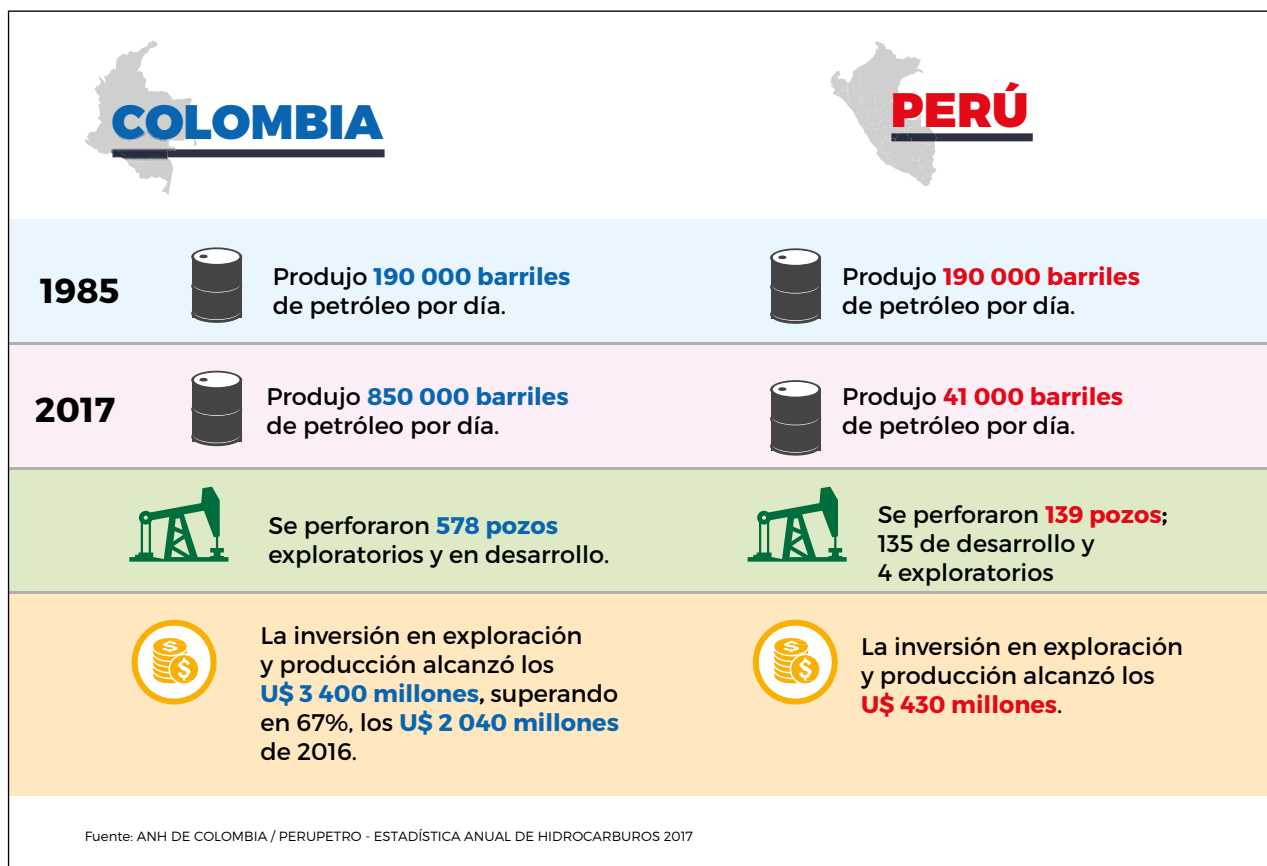 COLOMBIA
PERÚ
1985
Produjo 190 000 barriles
de petróleo por día.
Produjo 190 000 barriles
de petróleo por día.
2017
Produjo 850 000 barriles
de petróleo por día.
Produjo 41 000 barriles
de petróleo por día.
Se perforaron 578 pozos
exploratorios y en desarrollo.
Se perforaron 139 pozos;
135 de desarrollo y
4 exploratorios
La inversión en exploración
y producción alcanzó los
U$ 3 400 millones, superando
en 67%, los U$ 2 040 millones
de 2016.
La inversión en exploración
y producción alcanzó los
U$ 430 millones.
Fuente: ANH DE COLOMBIA / PERUPETRO - ESTADÍSTICA ANUAL DE HIDROCARBUROS 2017